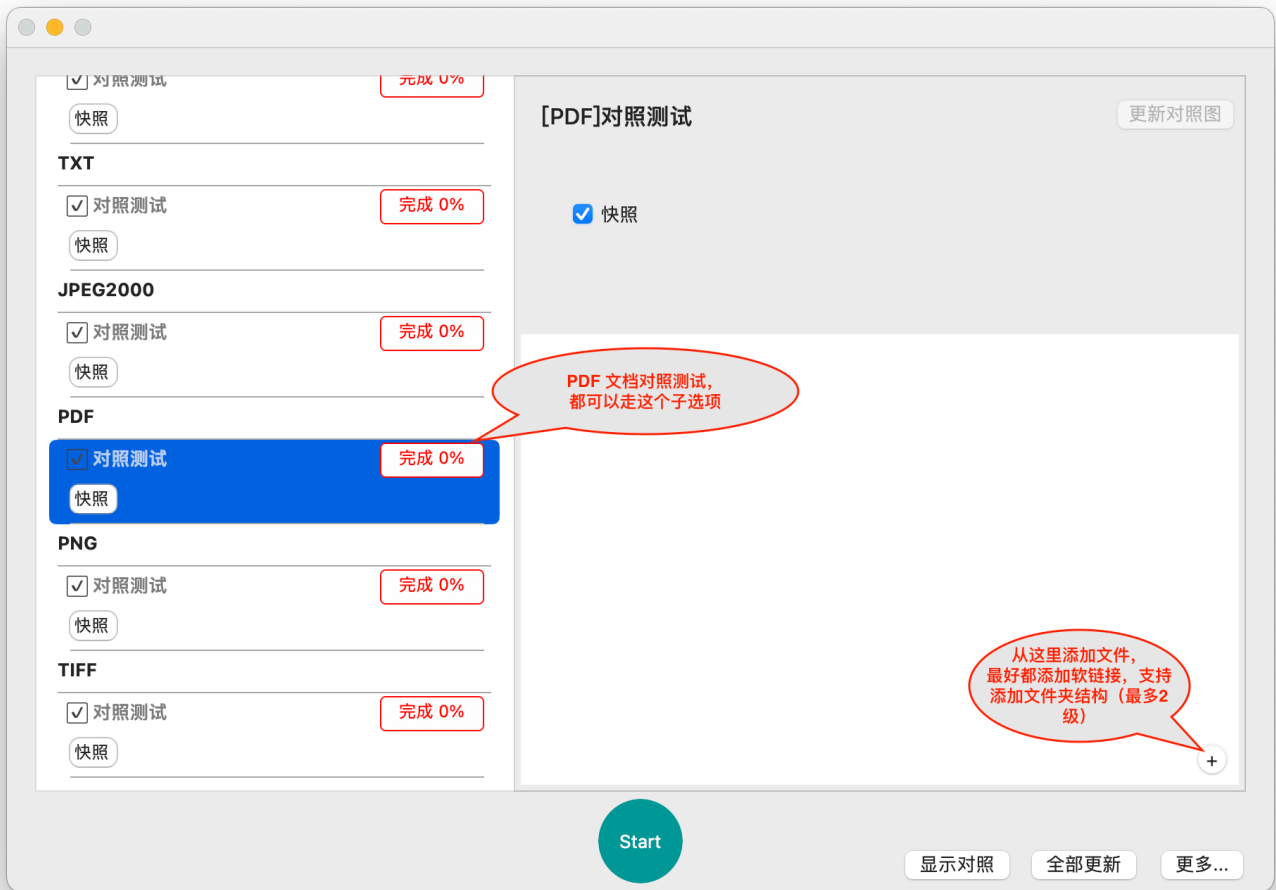 对照测试
完成 0%
快照
TXT
对照测试
完成 0%
快照
JPEG2000
对照测试
完成 0%
快照
PDF
对照测试
完成 0%
快照
PNG
对照测试
完成 0%
快照
TIFF
对照测试
完成 0%
快照
[PDF]对照测试
更新对照图
快照
PDF 文档对照测试，
都可以走这个子选项
从这里添加文件，
最好都添加软链接，支持
添加文件夹结构（最多2
级）
+
Start
显示对照
全部更新
更多...